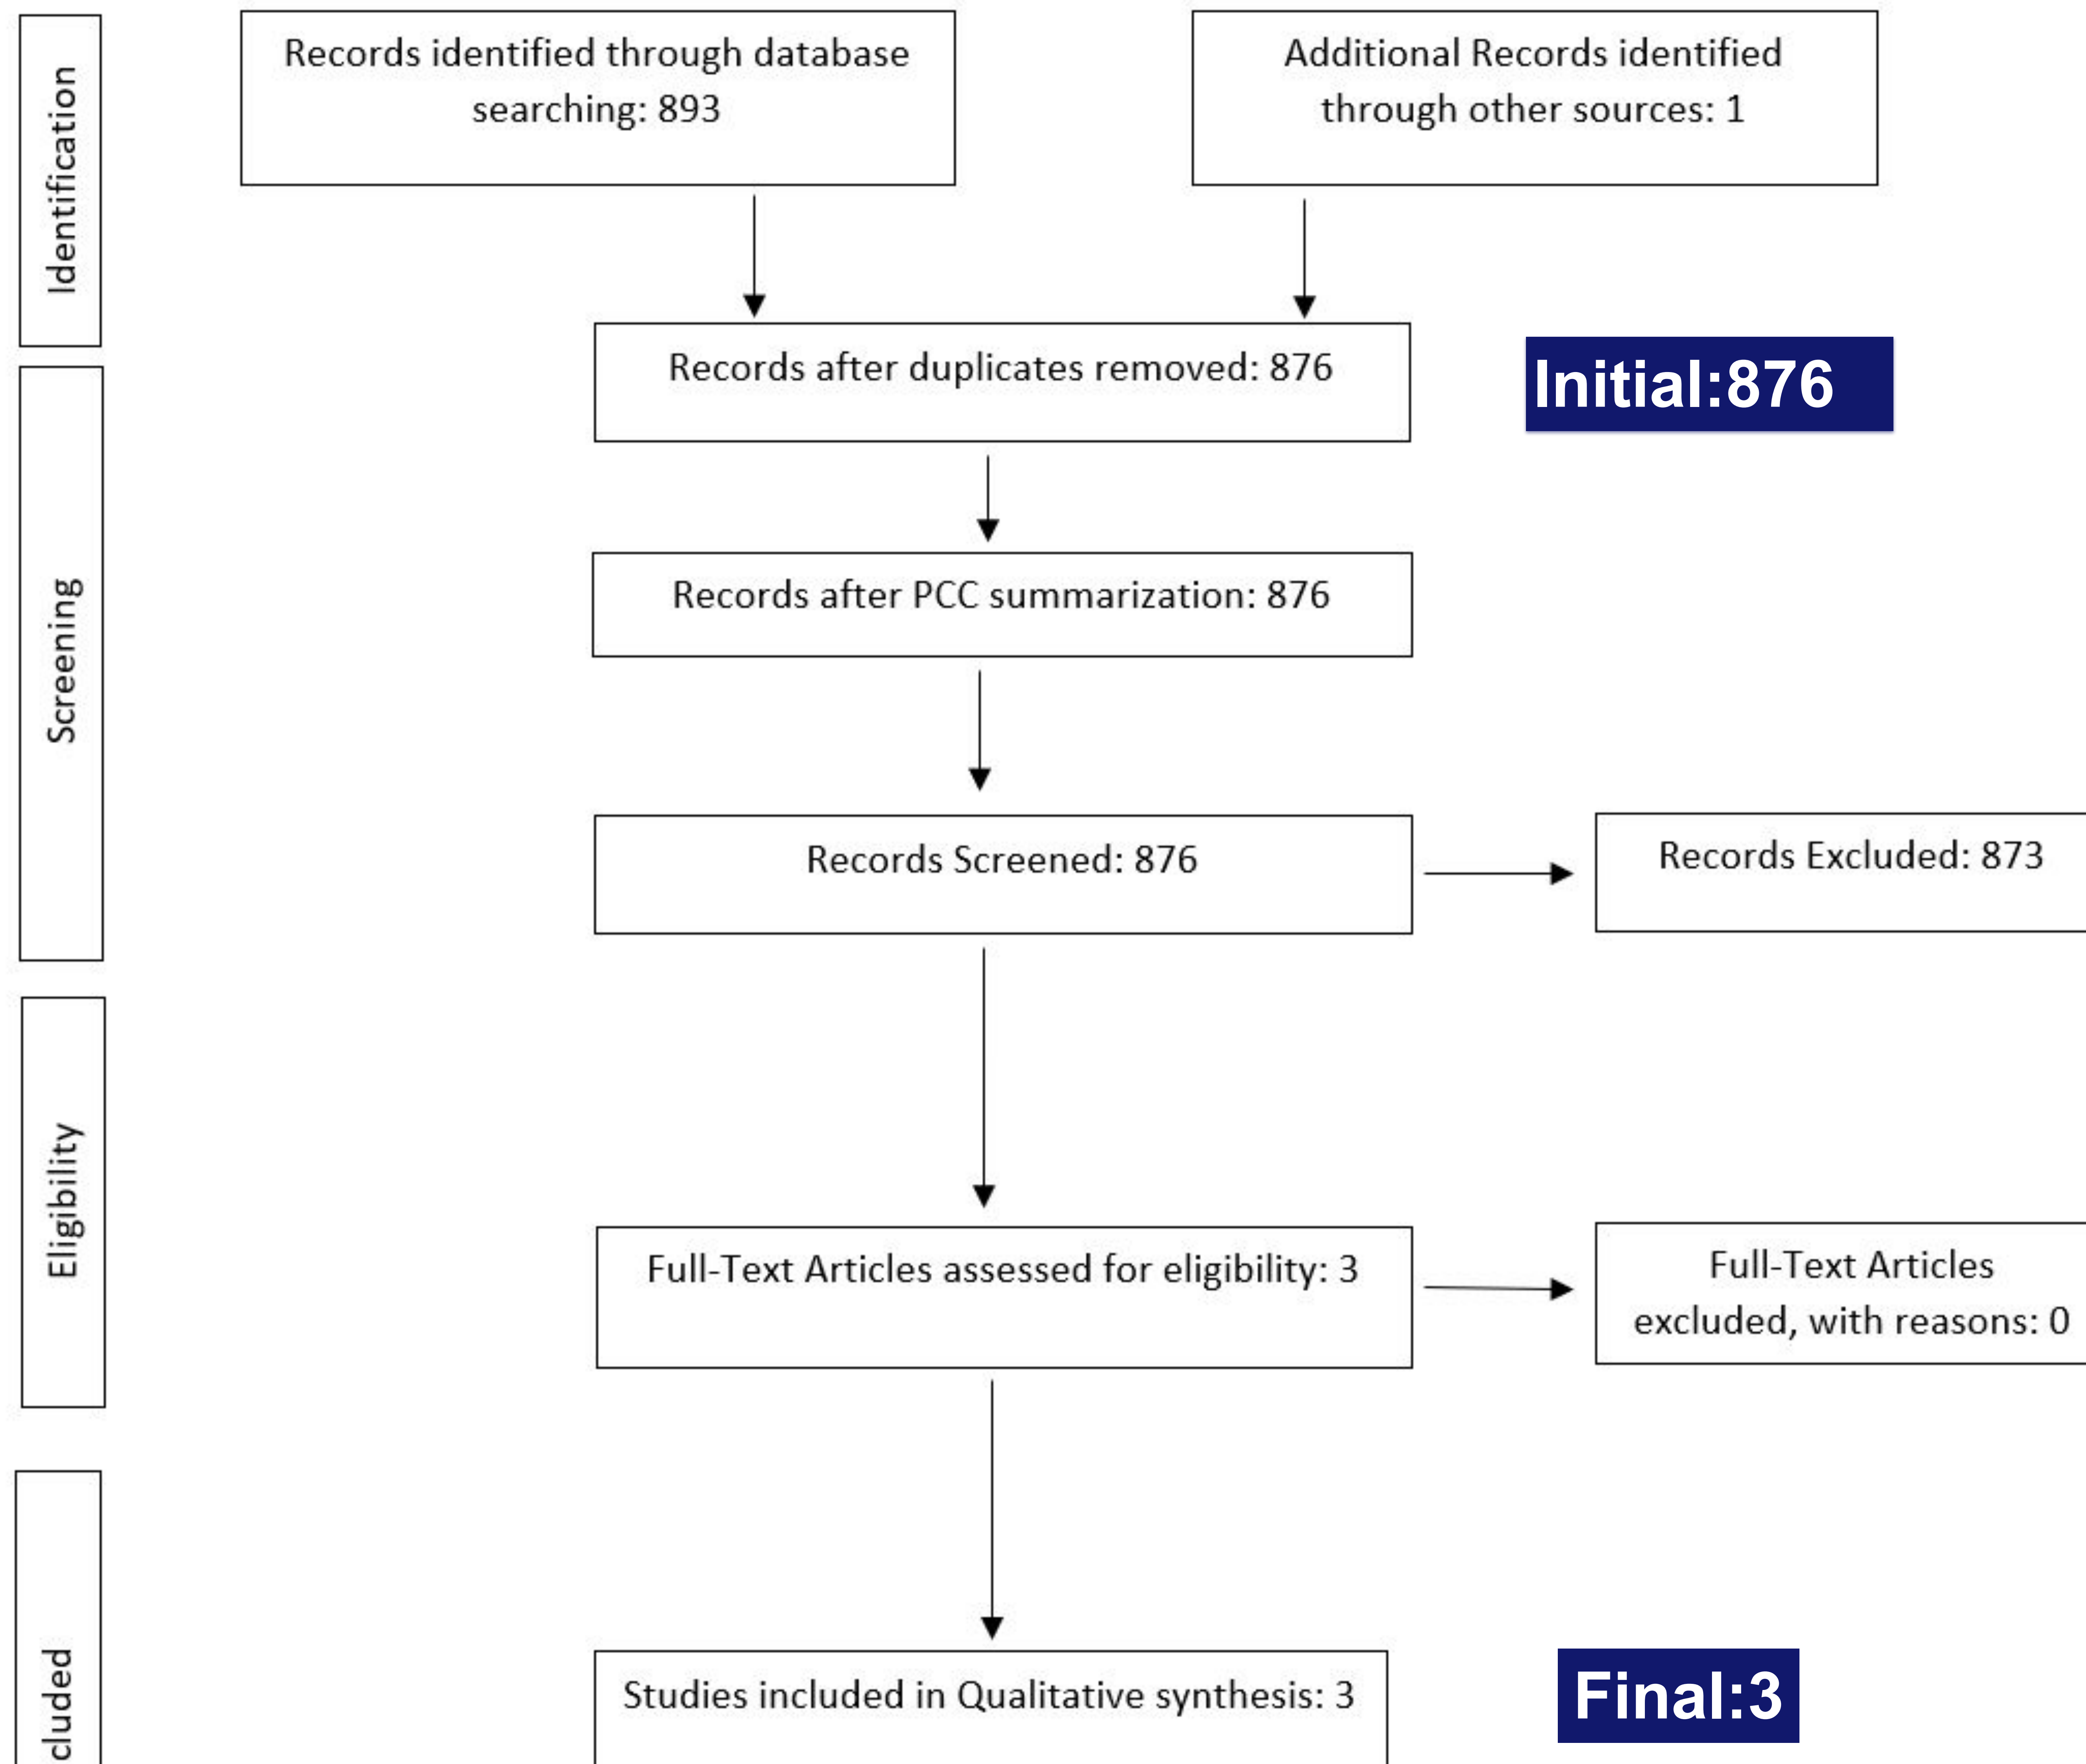 Identification
Records identified through database
searching: 893
Additional Records identified
through other sources: 1
Records after duplicates removed: 876
Initial:876
Screening
Records after PCC summarization: 876
Records Screened: 876
Records Excluded: 873
Eligibility
Full-Text Articles assessed for eligibility: 3
Full-Text Articles
excluded, with reasons: 0
cluded
Studies included in Qualitative synthesis: 3
Final:3